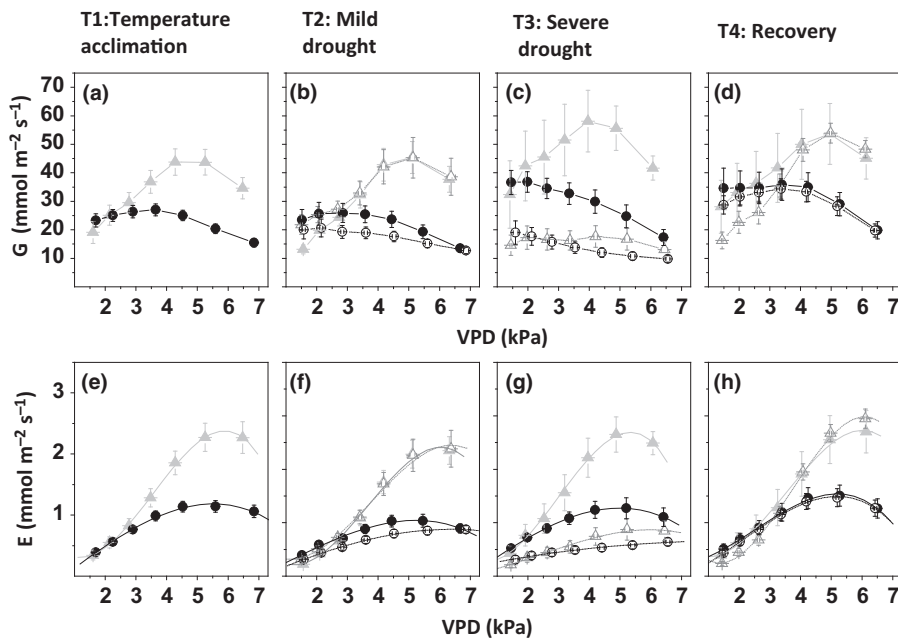 T1:Temperature
acclimation
T2: Mild
drought
T3: Severe
drought
T4: Recovery
(a)
(b)
(c)
(d)
70
60
50
40
30
20
10
G (mmol m⁻² s⁻¹)
2 3 4 5 6 7
2 3 4 5 6 7
2 3 4 5 6 7
2 3 4 5 6 7
VPD (kPa)
(e)
(f)
(g)
(h)
3
2
1
E (mmol m⁻² s⁻¹)
2 3 4 5 6 7
2 3 4 5 6 7
2 3 4 5 6 7
2 3 4 5 6 7
VPD (kPa)